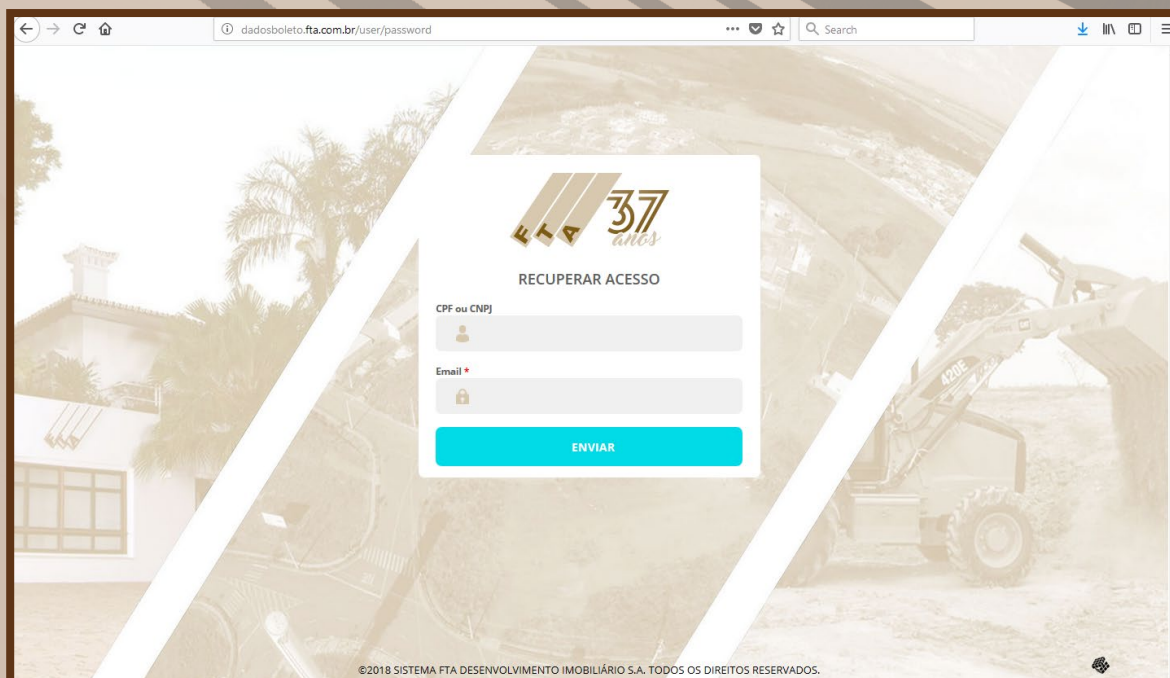 dadosboleto.fta.com.br/user/password
Search
FTA 37
anos
RECUPERAR ACESSO
CPF ou CNPJ
Email *
ENVIAR
420E
©2018 SISTEMA FTA DESENVOLVIMENTO IMOBILIÁRIO S.A. TODOS OS DIREITOS RESERVADOS.